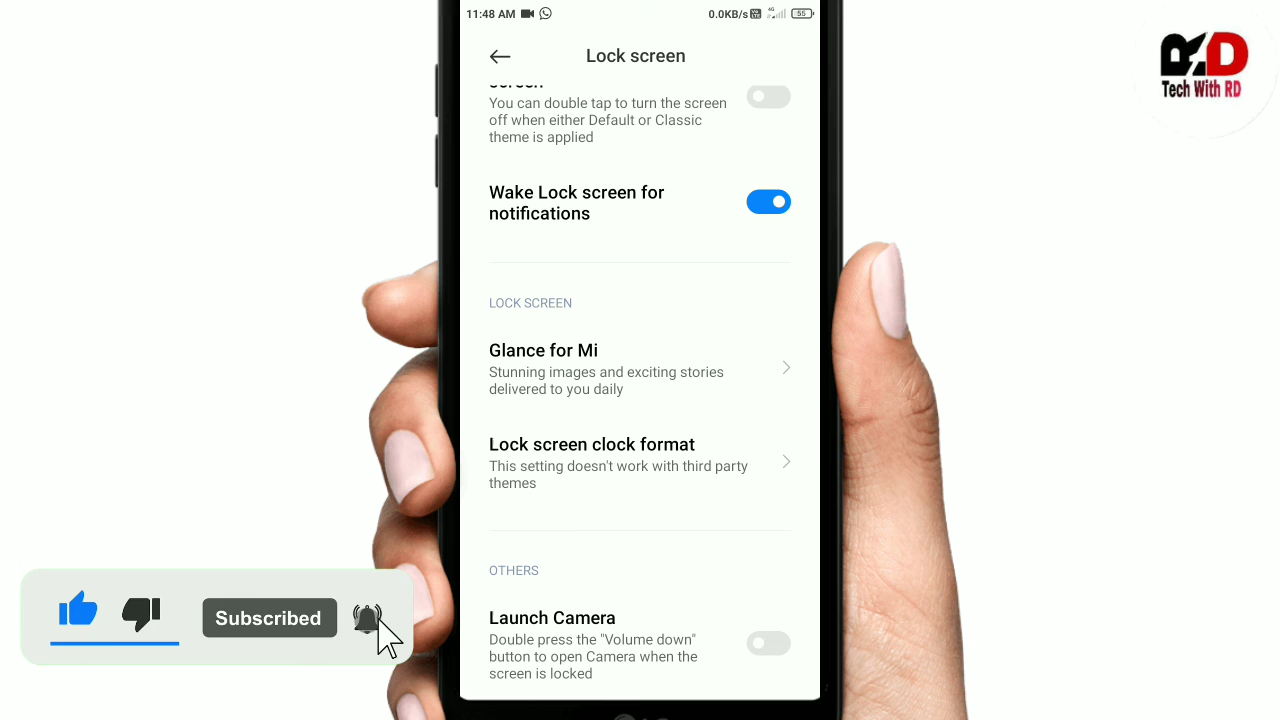 11:48 AM
0.0KB/s
4G
55
Lock screen
screen
You can double tap to turn the screen
off when either Default or Classic
theme is applied
Wake Lock screen for
notifications
LOCK SCREEN
Glance for Mi
Stunning images and exciting stories
delivered to you daily
Lock screen clock format
This setting doesn't work with third party
themes
OTHERS
Launch Camera
Double press the "Volume down"
button to open Camera when the
screen is locked
Subscribed
RD
Tech With RD